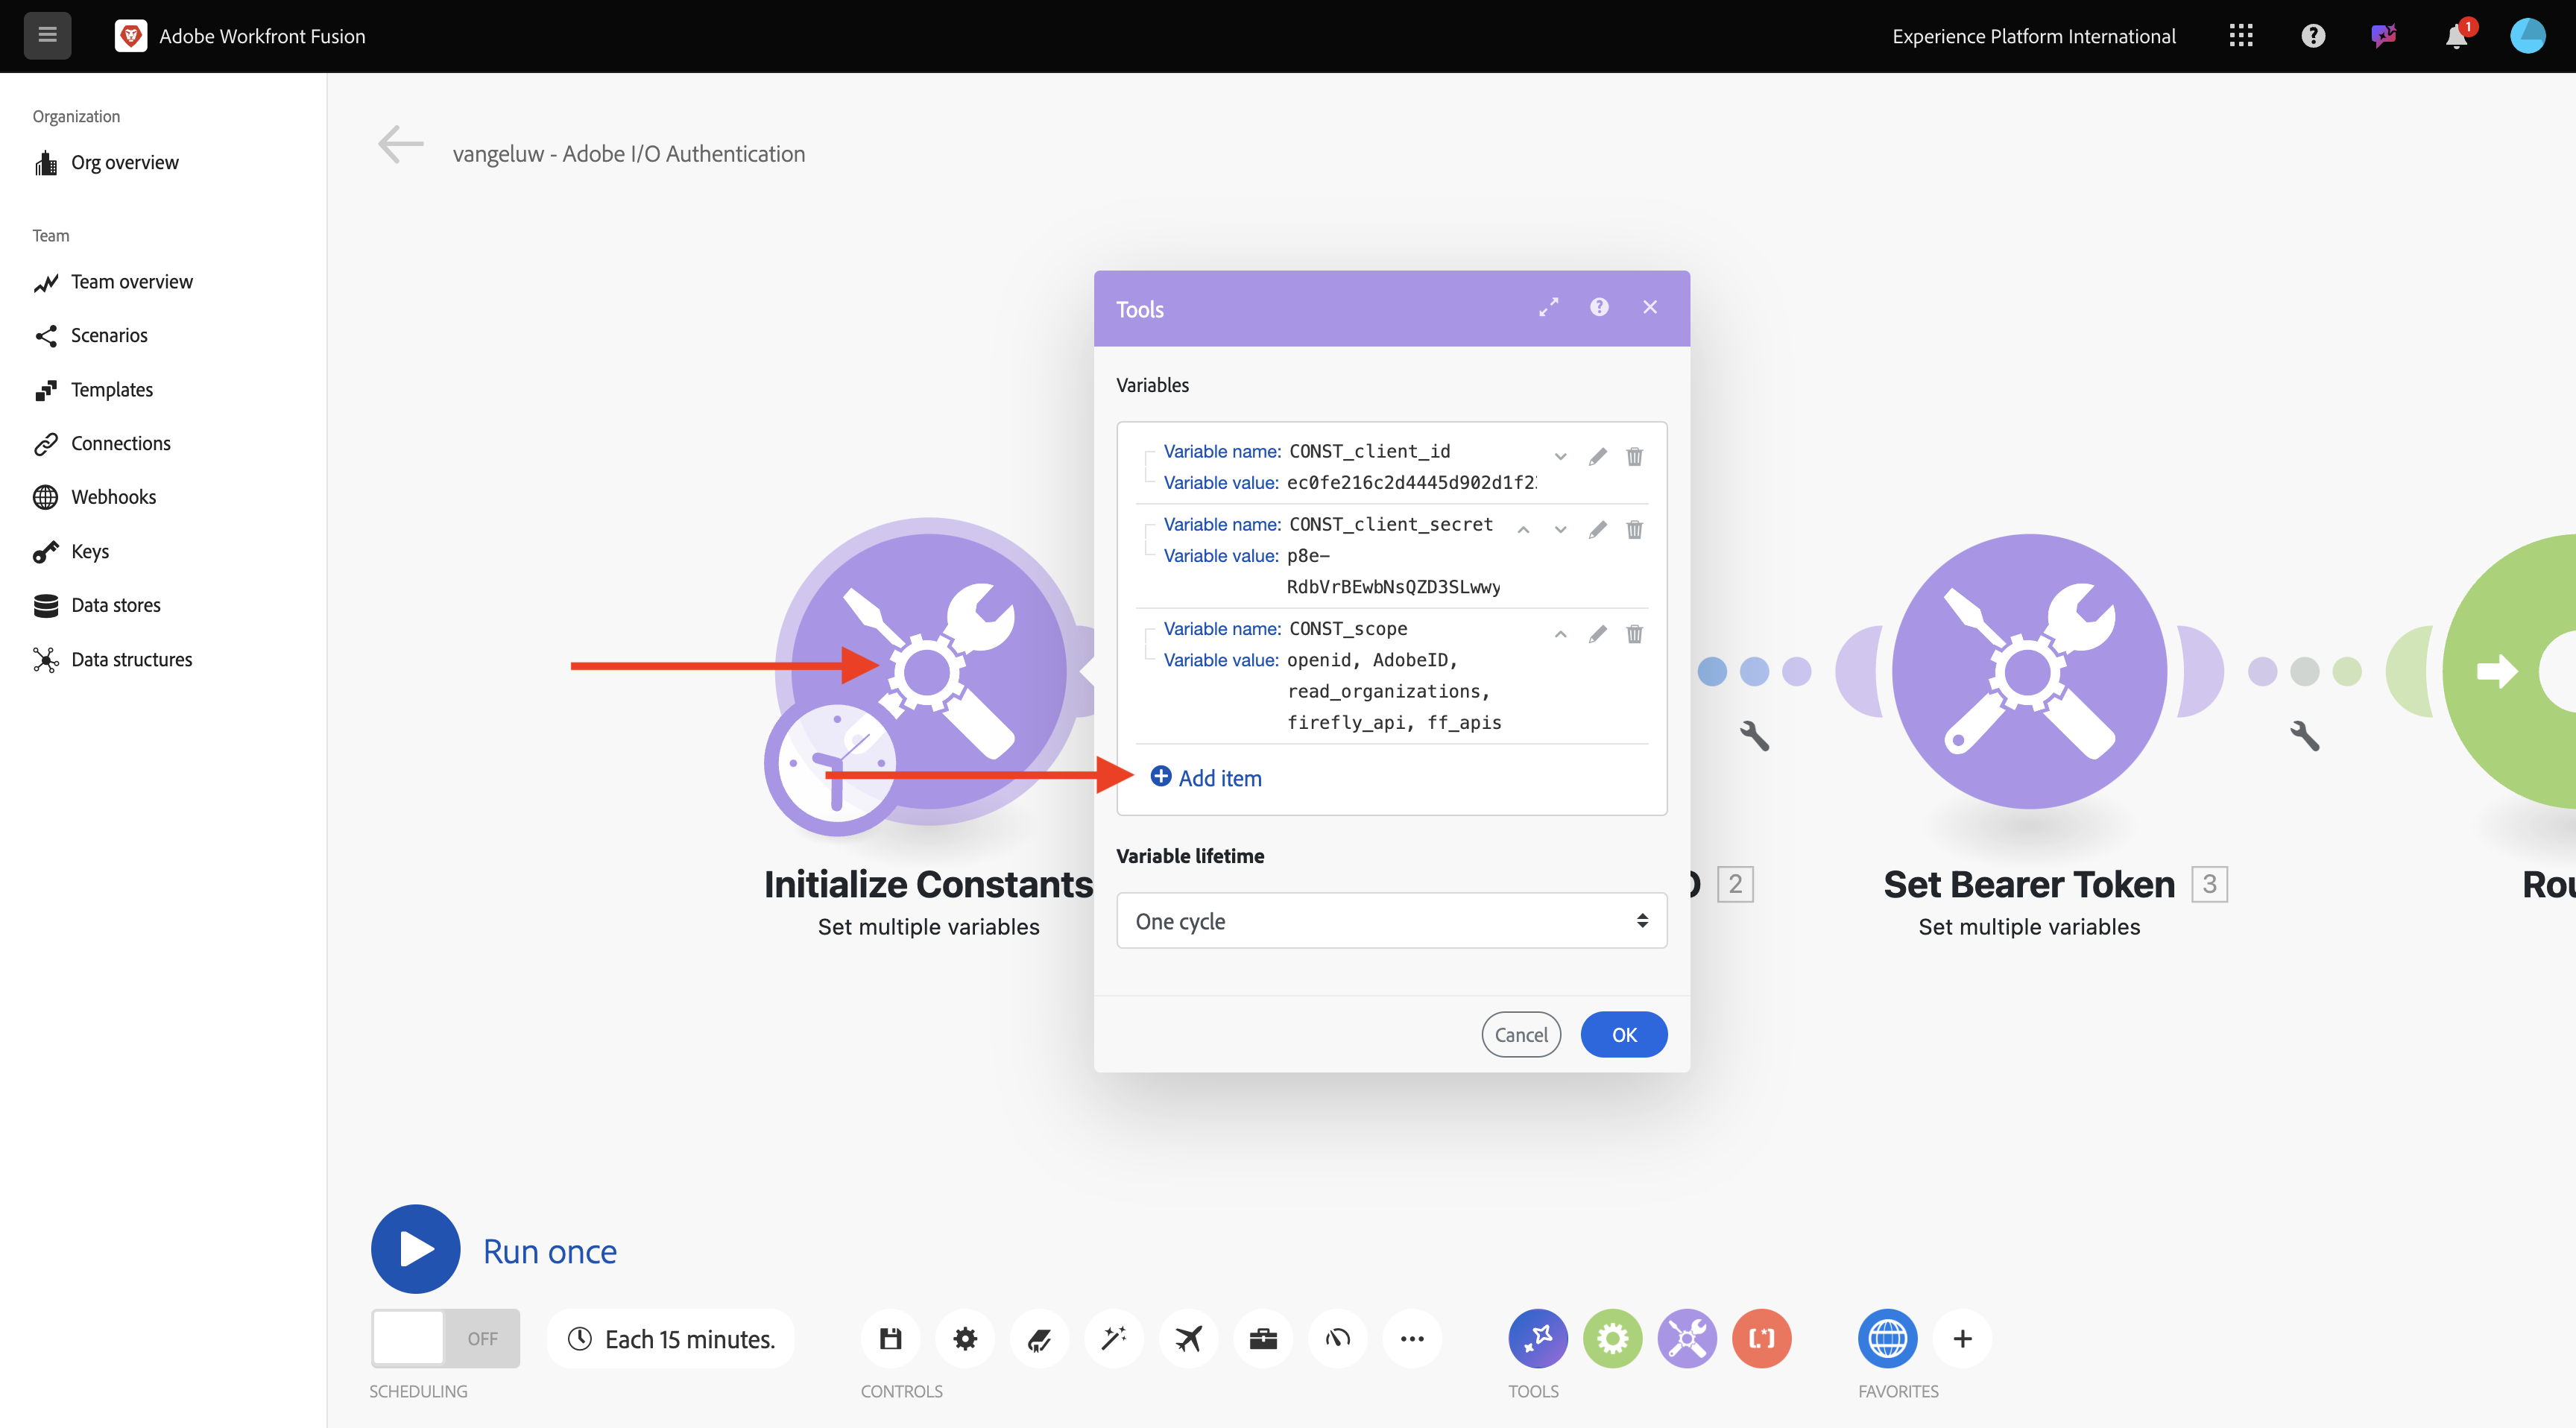 Adobe Workfront Fusion
Experience Platform International
1
Organization
Org overview
Team
Team overview
Scenarios
Templates
Connections
Webhooks
Keys
Data stores
Data structures
vangeluw - Adobe I/O Authentication
Tools
Variables
Variable name: CONST_client_id
Variable value: ec0fe216c2d4445d902d1f2
Variable name: CONST_client_secret
Variable value: p8e-
RdbVrBEwbNsQZD3SLwwy
Variable name: CONST_scope
Variable value: openid, AdobeID,
read_organizations,
firefly_api, ff_apis
Add item
Variable lifetime
One cycle
Cancel
OK
Initialize Constants
Set multiple variables
2
Set Bearer Token 3
Set multiple variables
Rou
Run once
OFF
Each 15 minutes.
SCHEDULING
CONTROLS
TOOLS
FAVORITES